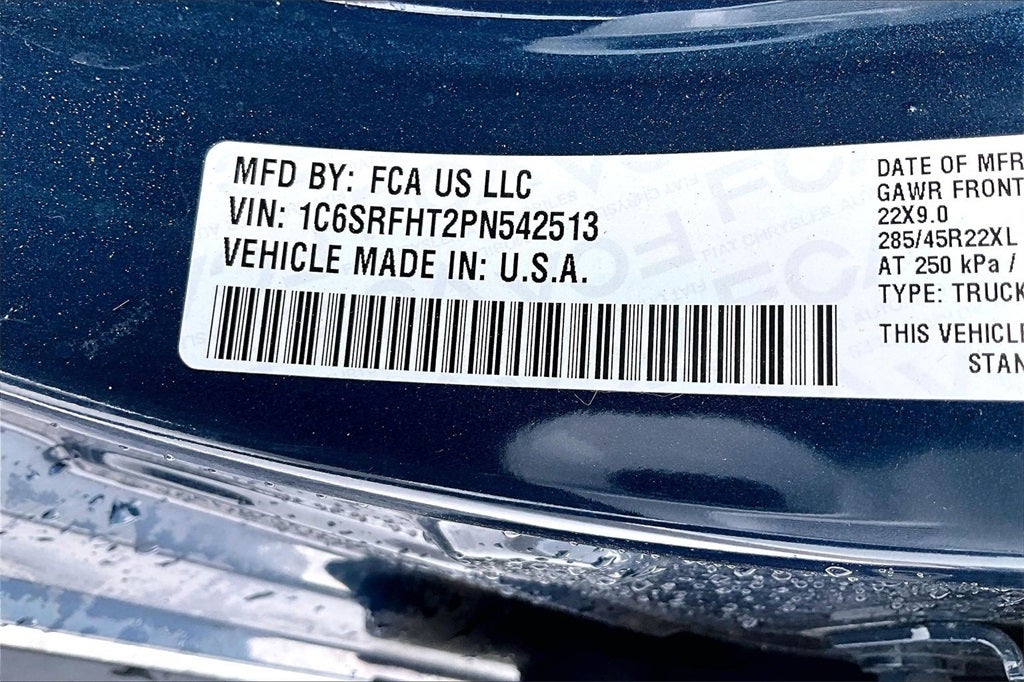 MFD BY: FCA US LLC
VIN: 1C6SRFHT2PN542513
VEHICLE MADE IN: U.S.A.
DATE OF MFR
GAWR FRONT
22X9.0
285/45R22XL
AT 250 kPa /
TYPE: TRUCK
THIS VEHICLE
STAN